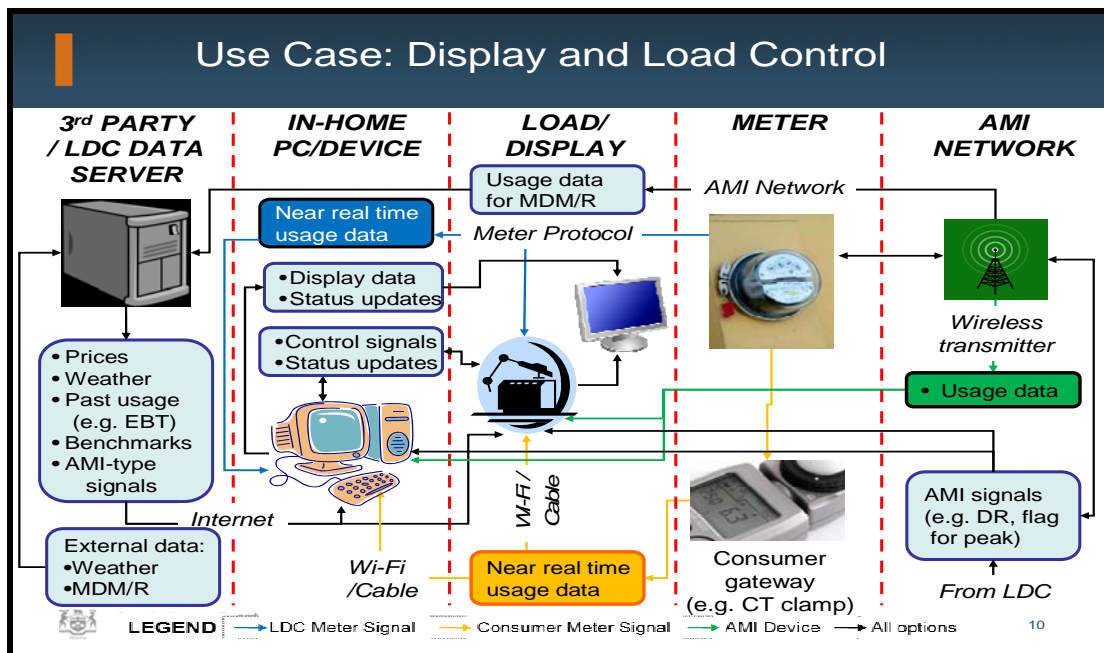 Use Case: Display and Load Control
3rd PARTY
/ LDC DATA
SERVER
IN-HOME
PC/DEVICE
LOAD/
DISPLAY
METER
AMI
NETWORK
Usage data
for MDM/R
AMI Network
Near real time
usage data
Meter Protocol
•Display data
•Status updates
•Control signals
•Status updates
Wireless
transmitter
• Usage data
• Prices
• Weather
• Past usage
(e.g. EBT)
• Benchmarks
• AMI-type
signals
Internet
Wi-Fi /
Cable
AMI signals
(e.g. DR, flag
for peak)
External data:
•Weather
•MDM/R
Wi-Fi
/Cable
Near real time
usage data
Consumer
gateway
(e.g. CT clamp)
From LDC
LEGEND LDC Meter Signal Consumer Meter Signal AMI Device All options
10